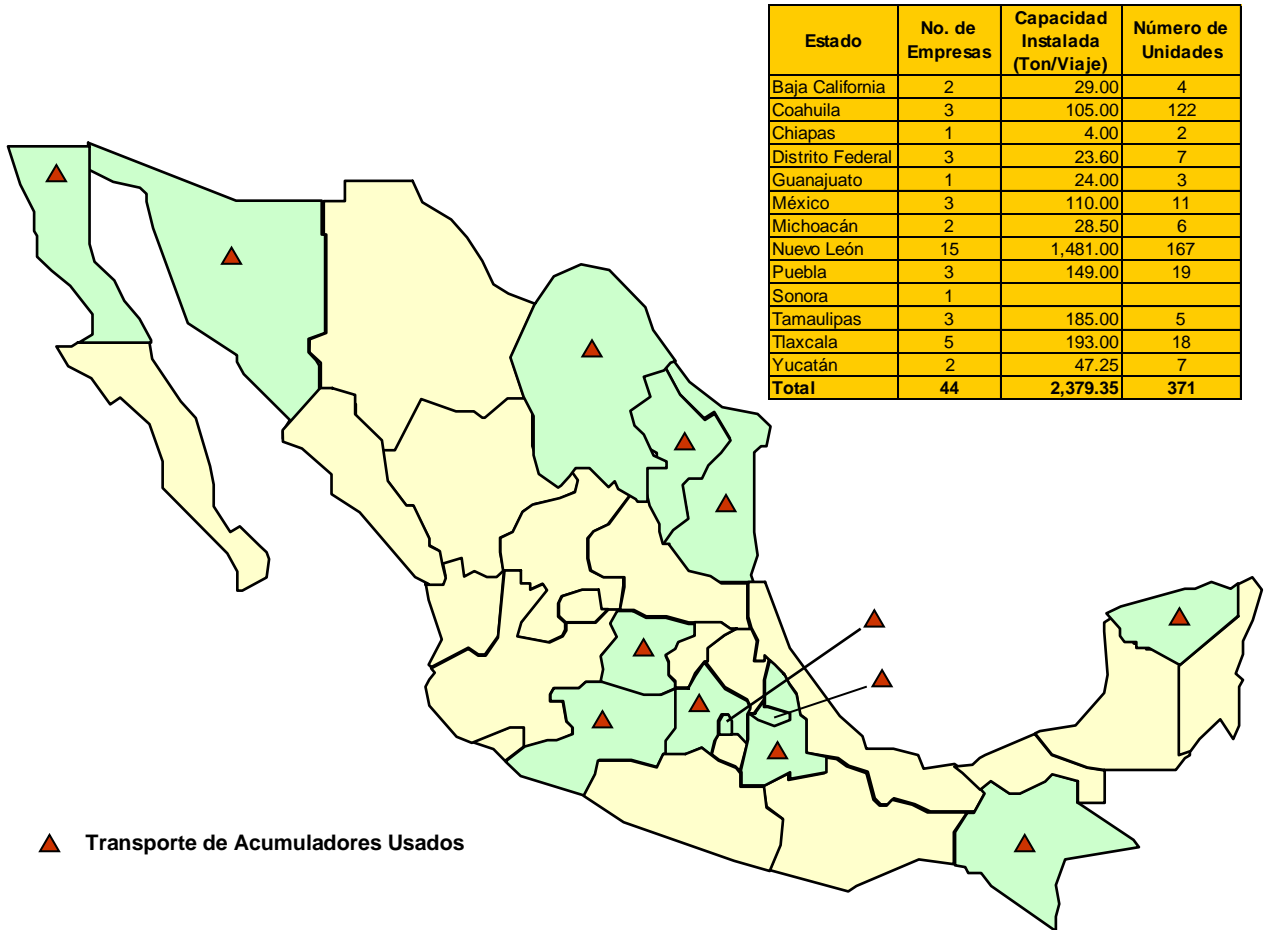 Estado No. de Empresas Capacidad Instalada (Ton/Viaje) Número de Unidades
Baja California 2 29.00 4
Coahuila 3 105.00 122
Chiapas 1 4.00 2
Distrito Federal 3 23.60 7
Guanajuato 1 24.00 3
México 3 110.00 11
Michoacán 2 28.50 6
Nuevo León 15 1,481.00 167
Puebla 3 149.00 19
Sonora 1
Tamaulipas 3 185.00 5
Tlaxcala 5 193.00 18
Yucatán 2 47.25 7
Total 44 2,379.35 371
Transporte de Acumuladores Usados